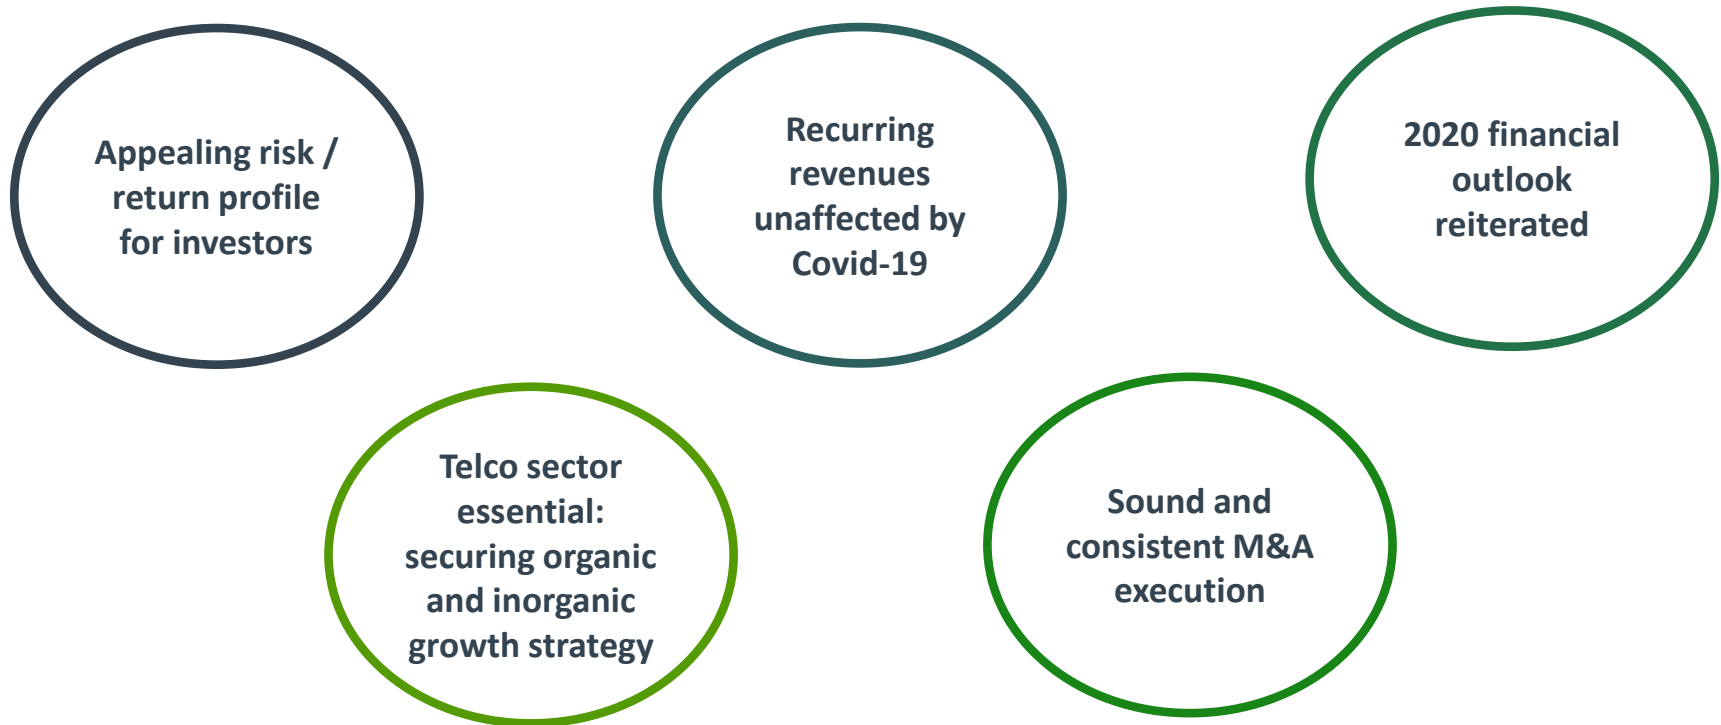 Appealing risk /
return profile
for investors
Recurring
revenues
unaffected by
Covid-19
2020 financial
outlook
reiterated
Telco sector
essential:
securing organic
and inorganic
growth strategy
Sound and
consistent M&A
execution